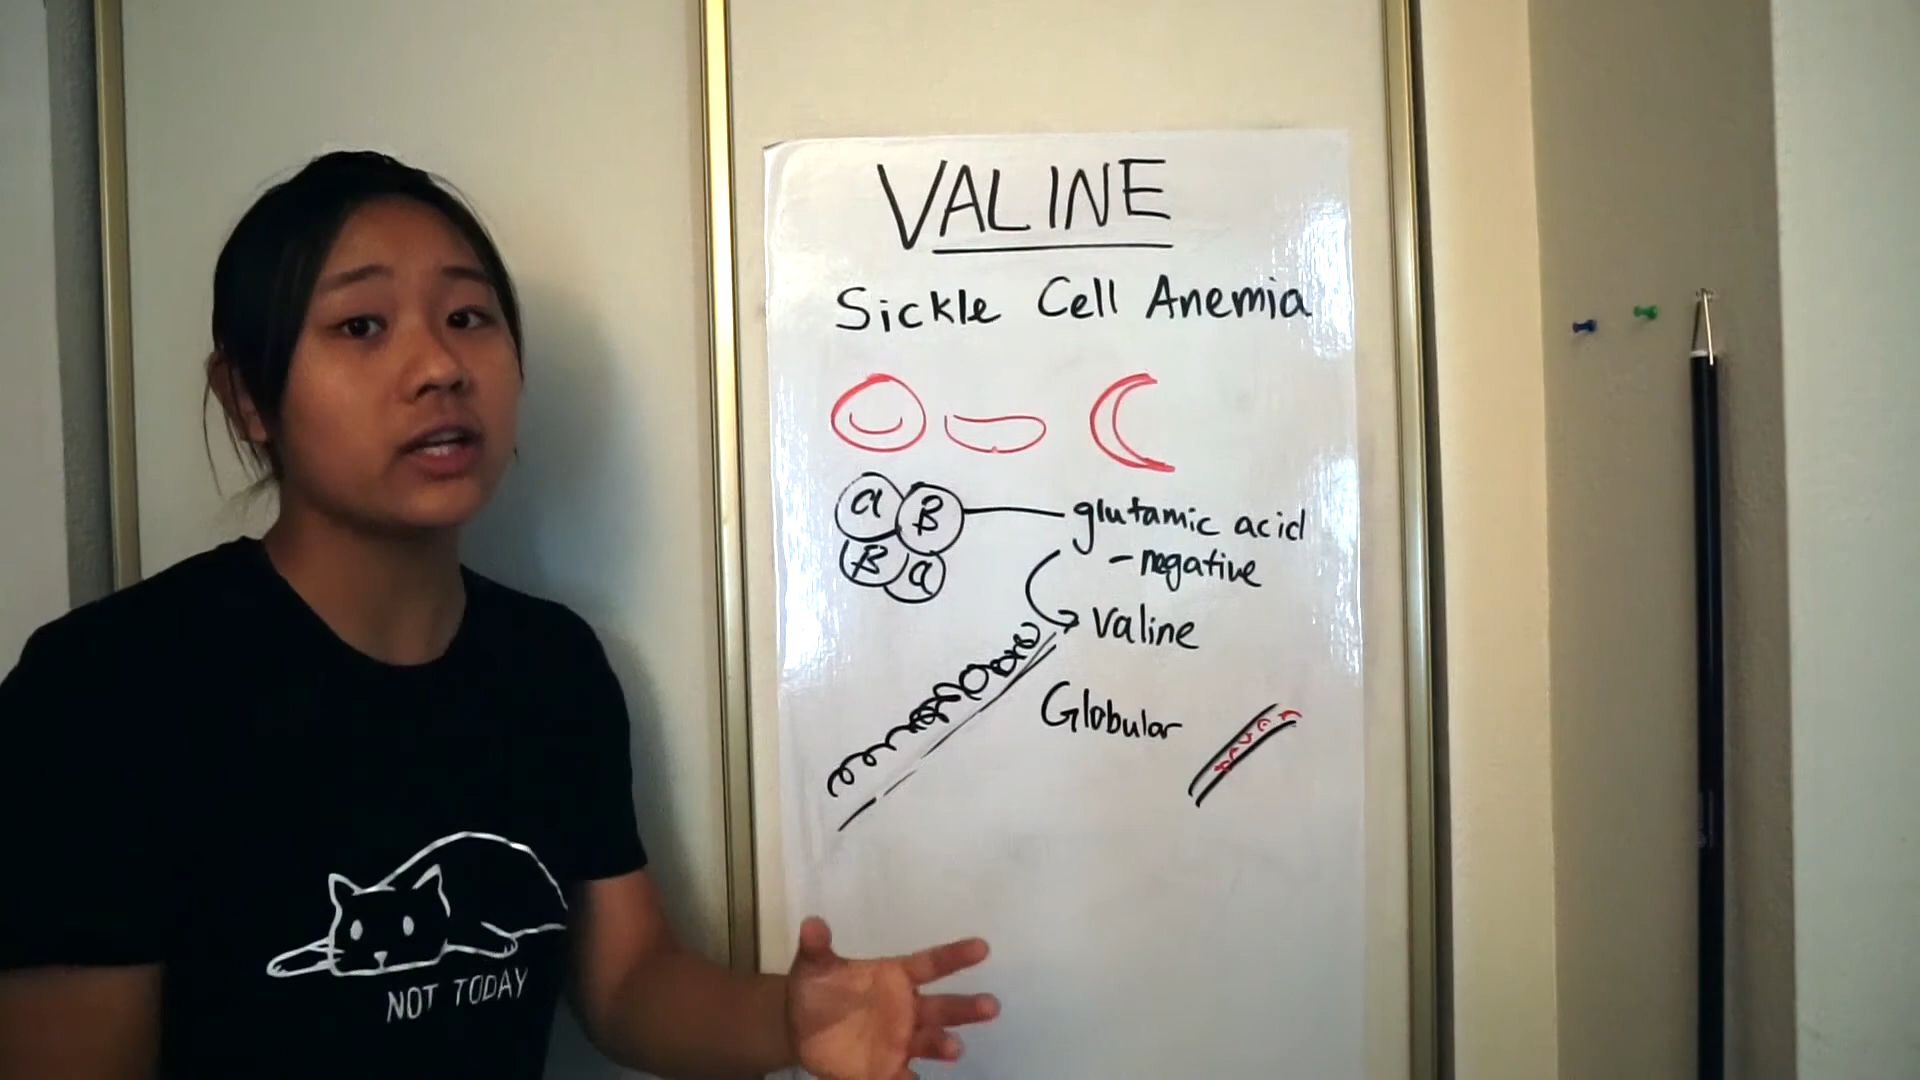 VALINE
Sickle Cell Anemia
α β
β α
glutamic acid
- negative
valine
Globular
NOT TODAY